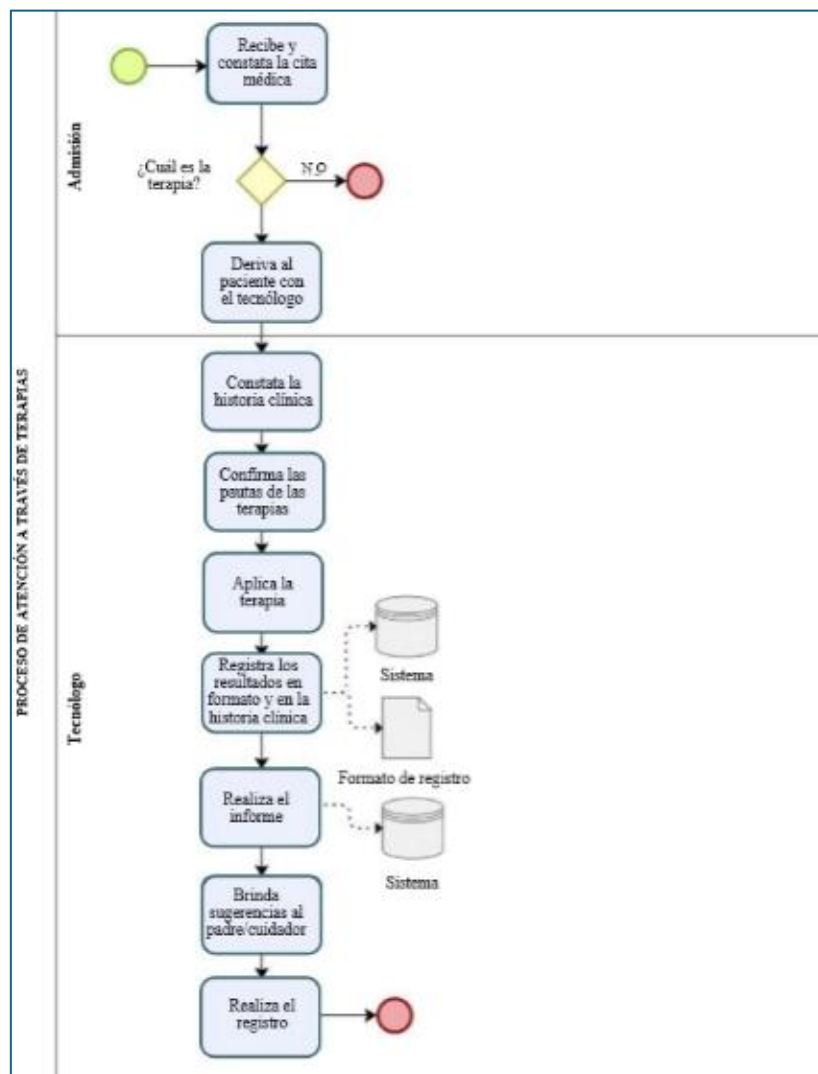 PROCESO DE ATENCIÓN A TRAVÉS DE TERAPIAS
Admisión
Recibe y
constata la cita
médica
¿Cuál es la
terapia?
NO
Deriva al
paciente con
el tecnólogo
Tecnólogo
Constata la
historia clínica
Confirma las
pautas de las
terapias
Aplica la
terapia
Registra los
resultados en
formato y en la
historia clínica
Sistema
Formato de registro
Realiza el
informe
Sistema
Brinda
sugerencias al
padre/cuidador
Realiza el
registro